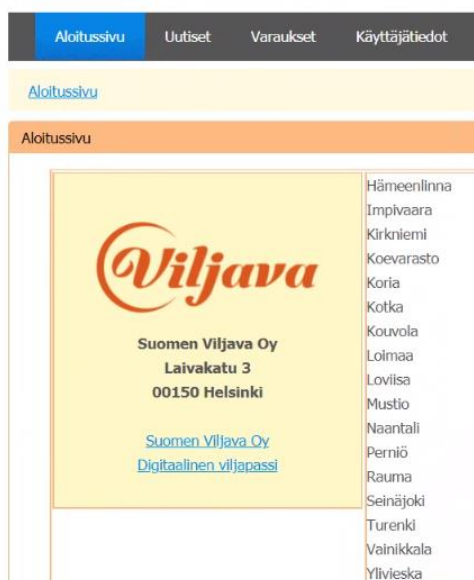 Aloitussivu Uutiset Varaukset Käyttäjätiedot
Aloitussivu
Aloitussivu
Viljava
Suomen Viljava Oy
Laivakatu 3
00150 Helsinki
Suomen Viljava Oy
Digitaalinen viljapassi
Hämeenlinna
Impivaara
Kirkniemi
Koevarasto
Koria
Kotka
Kouvola
Loimaa
Loviisa
Mustio
Naantali
Perniö
Rauma
Seinäjoki
Turenki
Vainikkala
Ylivieska